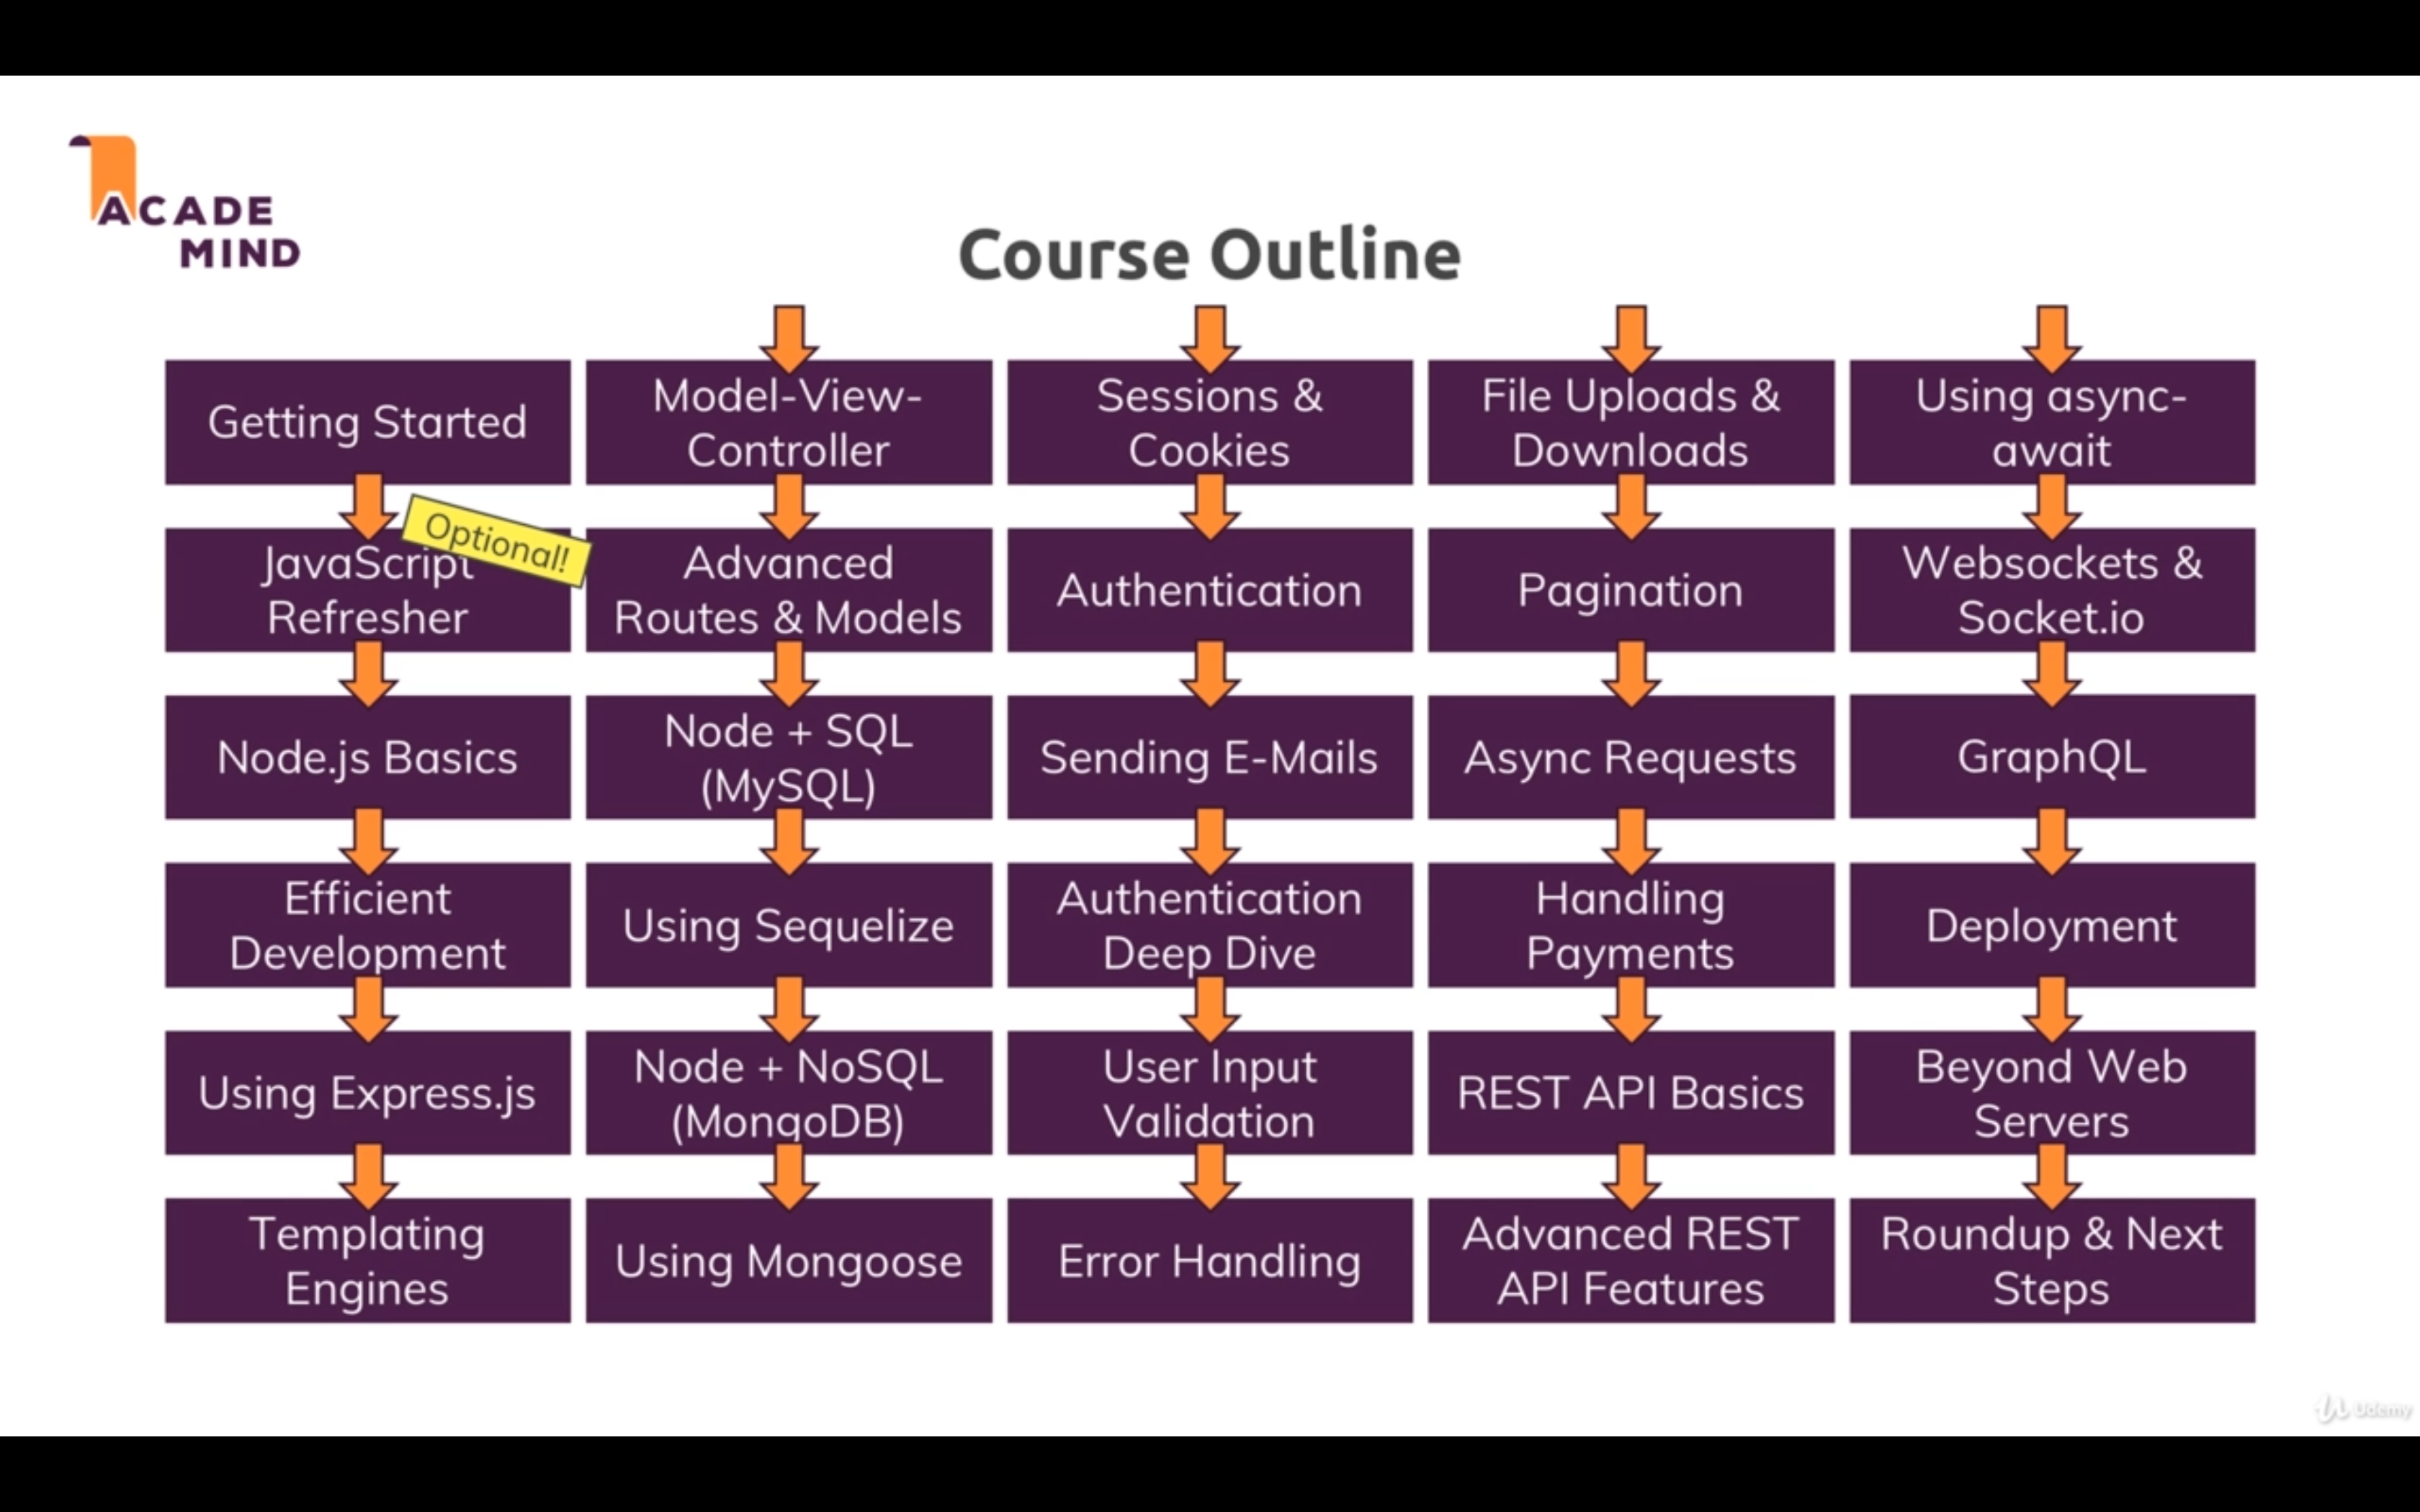 ACADE
MIND
Course Outline
Getting Started
Optional!
JavaScript
Refresher
Node.js Basics
Efficient
Development
Using Express.js
Templating
Engines
Model-View-
Controller
Advanced
Routes & Models
Node + SQL
(MySQL)
Using Sequelize
Node + NoSQL
(MongoDB)
Using Mongoose
Sessions &
Cookies
Authentication
Sending E-Mails
Authentication
Deep Dive
User Input
Validation
Error Handling
File Uploads &
Downloads
Pagination
Async Requests
Handling
Payments
REST API Basics
Advanced REST
API Features
Using async-
await
Websockets &
Socket.io
GraphQL
Deployment
Beyond Web
Servers
Roundup & Next
Steps
Udemy